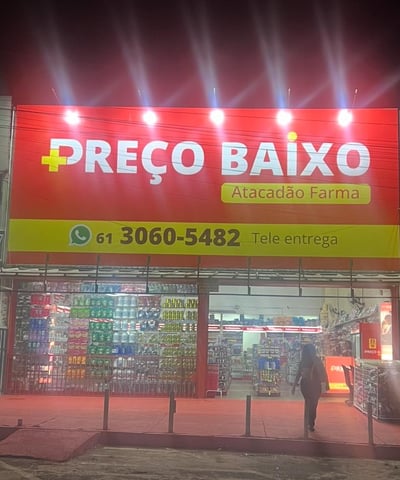 PREÇO BAIXO
Atacadão Farma
61 3060-5482 Tele entrega